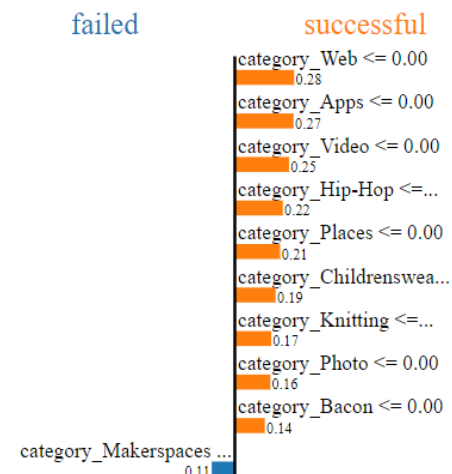 failed
successful
category_Web <= 0.00
0.28
category_Apps <= 0.00
0.27
category_Video <= 0.00
0.25
category_Hip-Hop <=...
0.22
category_Places <= 0.00
0.21
category_Childrenswea...
0.19
category_Knitting <=...
0.17
category_Photo <= 0.00
0.16
category_Bacon <= 0.00
0.14
category_Makerspaces ...
0.11